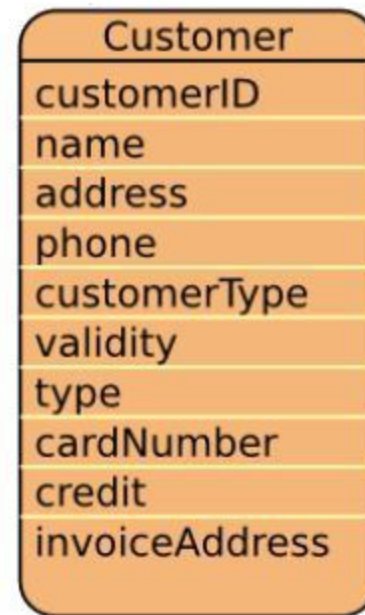 Customer
customerID
name
address
phone
customerType
validity
type
cardNumber
credit
invoiceAddress